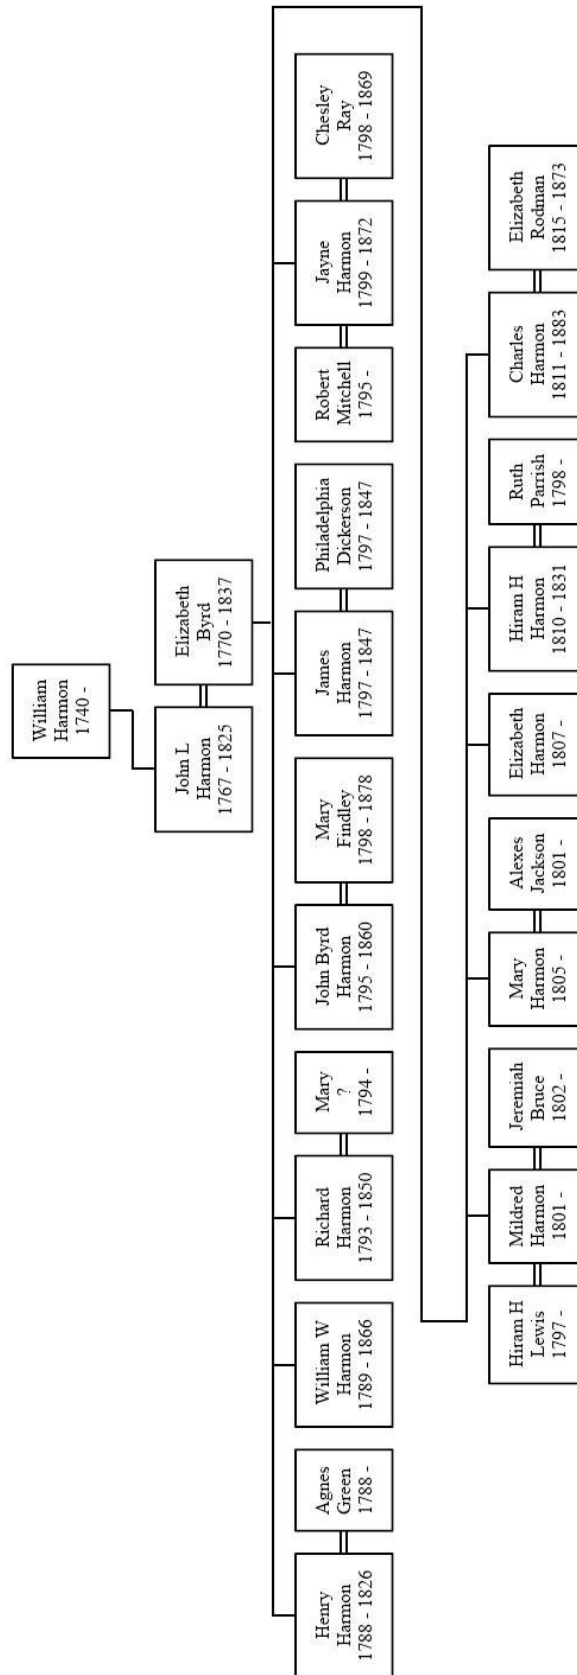 William
Harmon
1740 -
John L
Harmon
1767 - 1825
Elizabeth
Byrd
1770 - 1837
Henry
Harmon
1788 - 1826
Agnes
Green
1788 -
William W
Harmon
1789 - 1866
Richard
Harmon
1793 - 1850
Mary
?
1794 -
John Byrd
Harmon
1795 - 1860
Mary
Findley
1798 - 1878
James
Harmon
1797 - 1847
Philadelphia
Dickerson
1797 - 1847
Robert
Mitchell
1795 -
Jayne
Harmon
1799 - 1872
Chesley
Ray
1798 - 1869
Hiram H
Lewis
1797 -
Mildred
Harmon
1801 -
Jeremiah
Bruce
1802 -
Mary
Harmon
1805 -
Alexes
Jackson
1801 -
Elizabeth
Harmon
1807 -
Hiram H
Harmon
1810 - 1831
Ruth
Parrish
1798 -
Charles
Harmon
1811 - 1883
Elizabeth
Rodman
1815 - 1873